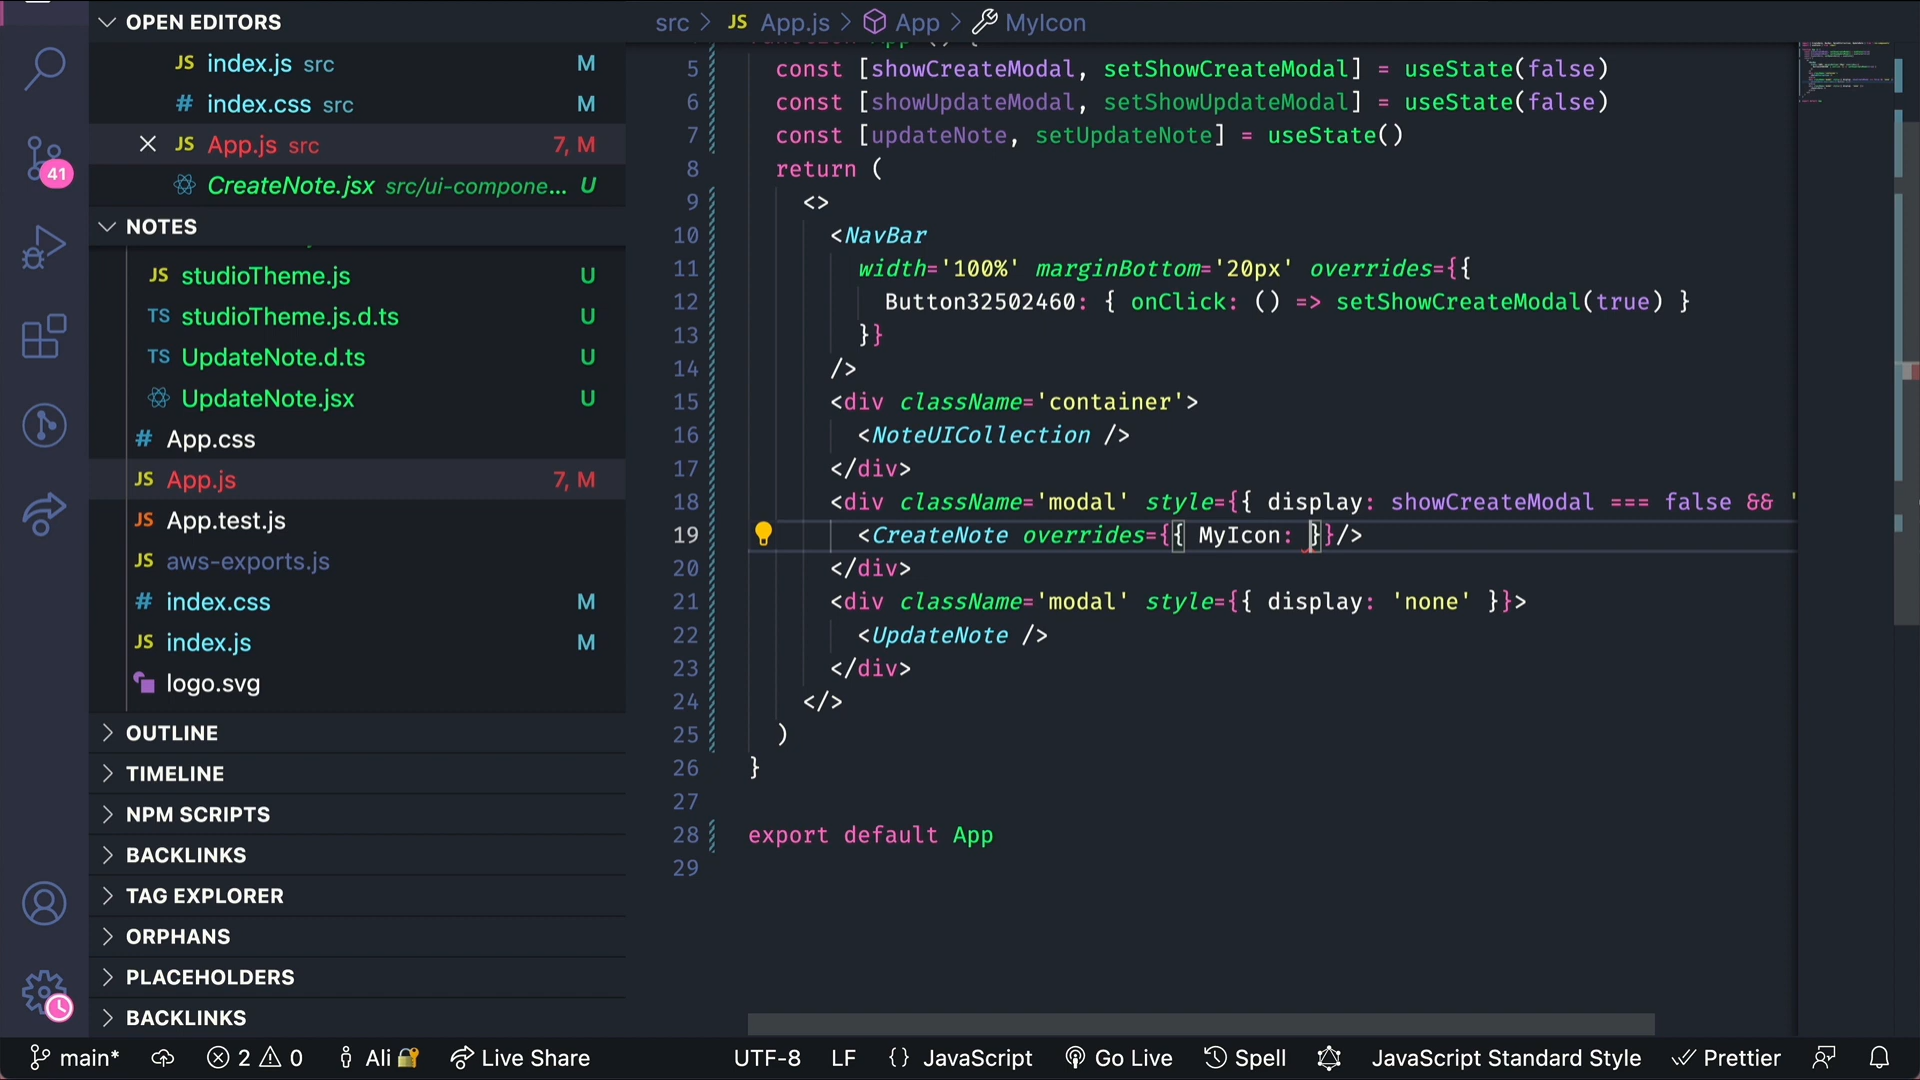 OPEN EDITORS
JS index.js src M
# index.css src M
JS App.js src 7, M
CreateNote.jsx src/ui-compone... U
NOTES
JS studioTheme.js U
TS studioTheme.js.d.ts U
TS UpdateNote.d.ts U
UpdateNote.jsx U
# App.css
JS App.js 7, M
JS App.test.js
JS aws-exports.js
# index.css M
JS index.js M
logo.svg
OUTLINE
TIMELINE
NPM SCRIPTS
BACKLINKS
TAG EXPLORER
ORPHANS
PLACEHOLDERS
BACKLINKS
41
src > JS App.js > App > MyIcon
5 const [showCreateModal, setShowCreateModal] = useState(false)
6 const [showUpdateModal, setShowUpdateModal] = useState(false)
7 const [updateNote, setUpdateNote] = useState()
8 return (
9 <>
10 <NavBar
11 width='100%' marginBottom='20px' overrides={{
12 Button32502460: { onClick: () => setShowCreateModal(true) }
13 }}
14 />
15 <div className='container'>
16 <NoteUICollection />
17 </div>
18 <div className='modal' style={{ display: showCreateModal === false && '
19 <CreateNote overrides={{ MyIcon: }}/>
20 </div>
21 <div className='modal' style={{ display: 'none' }}>
22 <UpdateNote />
23 </div>
24 </>
25 )
26 }
27
28 export default App
29
main* 2 0 Ali Live Share UTF-8 LF {} JavaScript Go Live Spell JavaScript Standard Style Prettier